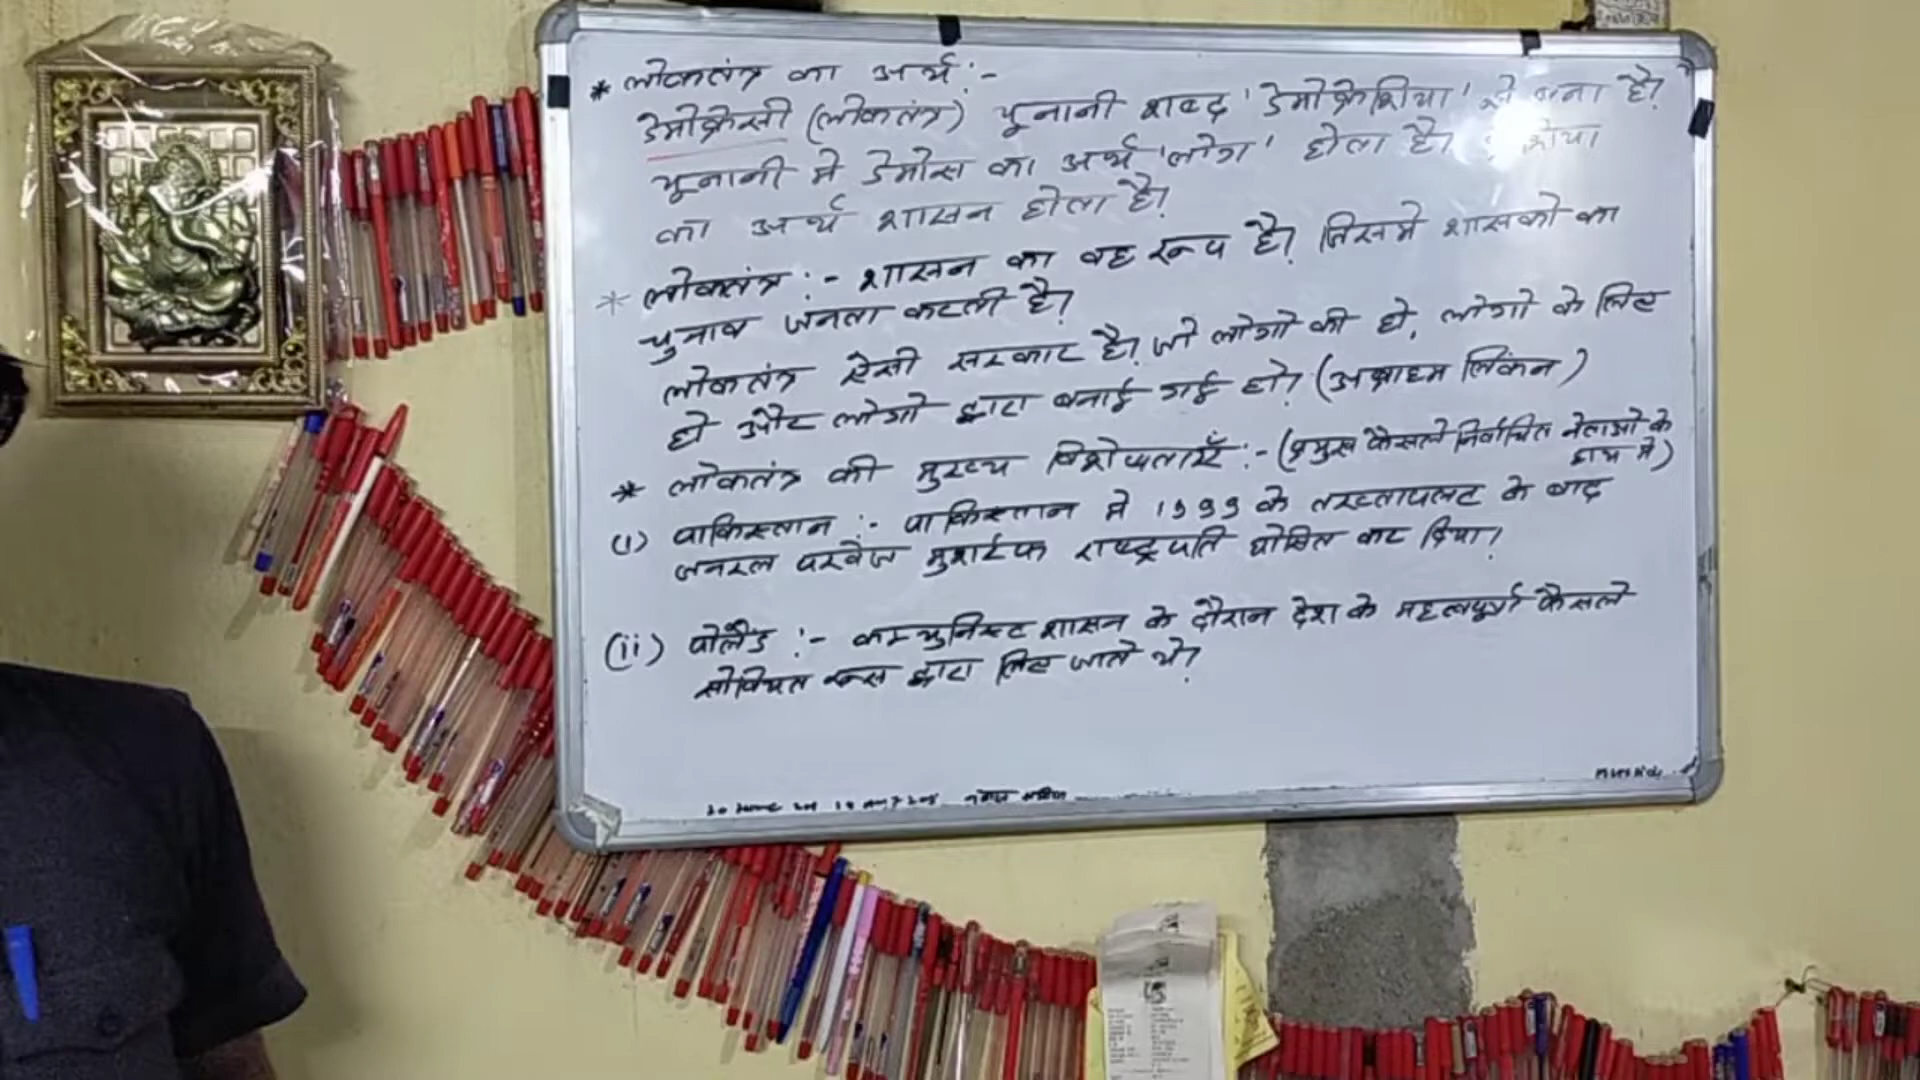 * लोकतंत्र का अर्थ :-
डेमोक्रेसी (लोकतंत्र) यूनानी शब्द 'डेमोक्रेशिया' से बना है।
यूनानी मे डेमोस का अर्थ 'लोग' होता है।
का अर्थ शासन होता है।
* लोकतंत्र :- शासन का वह रूप है। जिसमे शासको का
चुनाव जनता करती है।
लोकतंत्र ऐसी सरकार है। जो लोगो की हो, लोगो के लिए
हो और लोगो द्वारा बनाई गई हो। (अब्राहम लिंकन)
* लोकतंत्र की मुख्य विशेषताएँ :- (प्रमुख फैसले निर्वाचित नेताओ के
हाथ मे)
(i) पाकिस्तान :- पाकिस्तान मे 1999 के तख्तापलट के बाद
जनरल परवेज मुशर्रफ राष्ट्रपति घोषित कर दिया।
(ii) पोलैंड :- कम्युनिस्ट शासन के दौरान देश के महत्वपूर्ण फैसले
सोवियत रूस द्वारा लिए जाते थे।